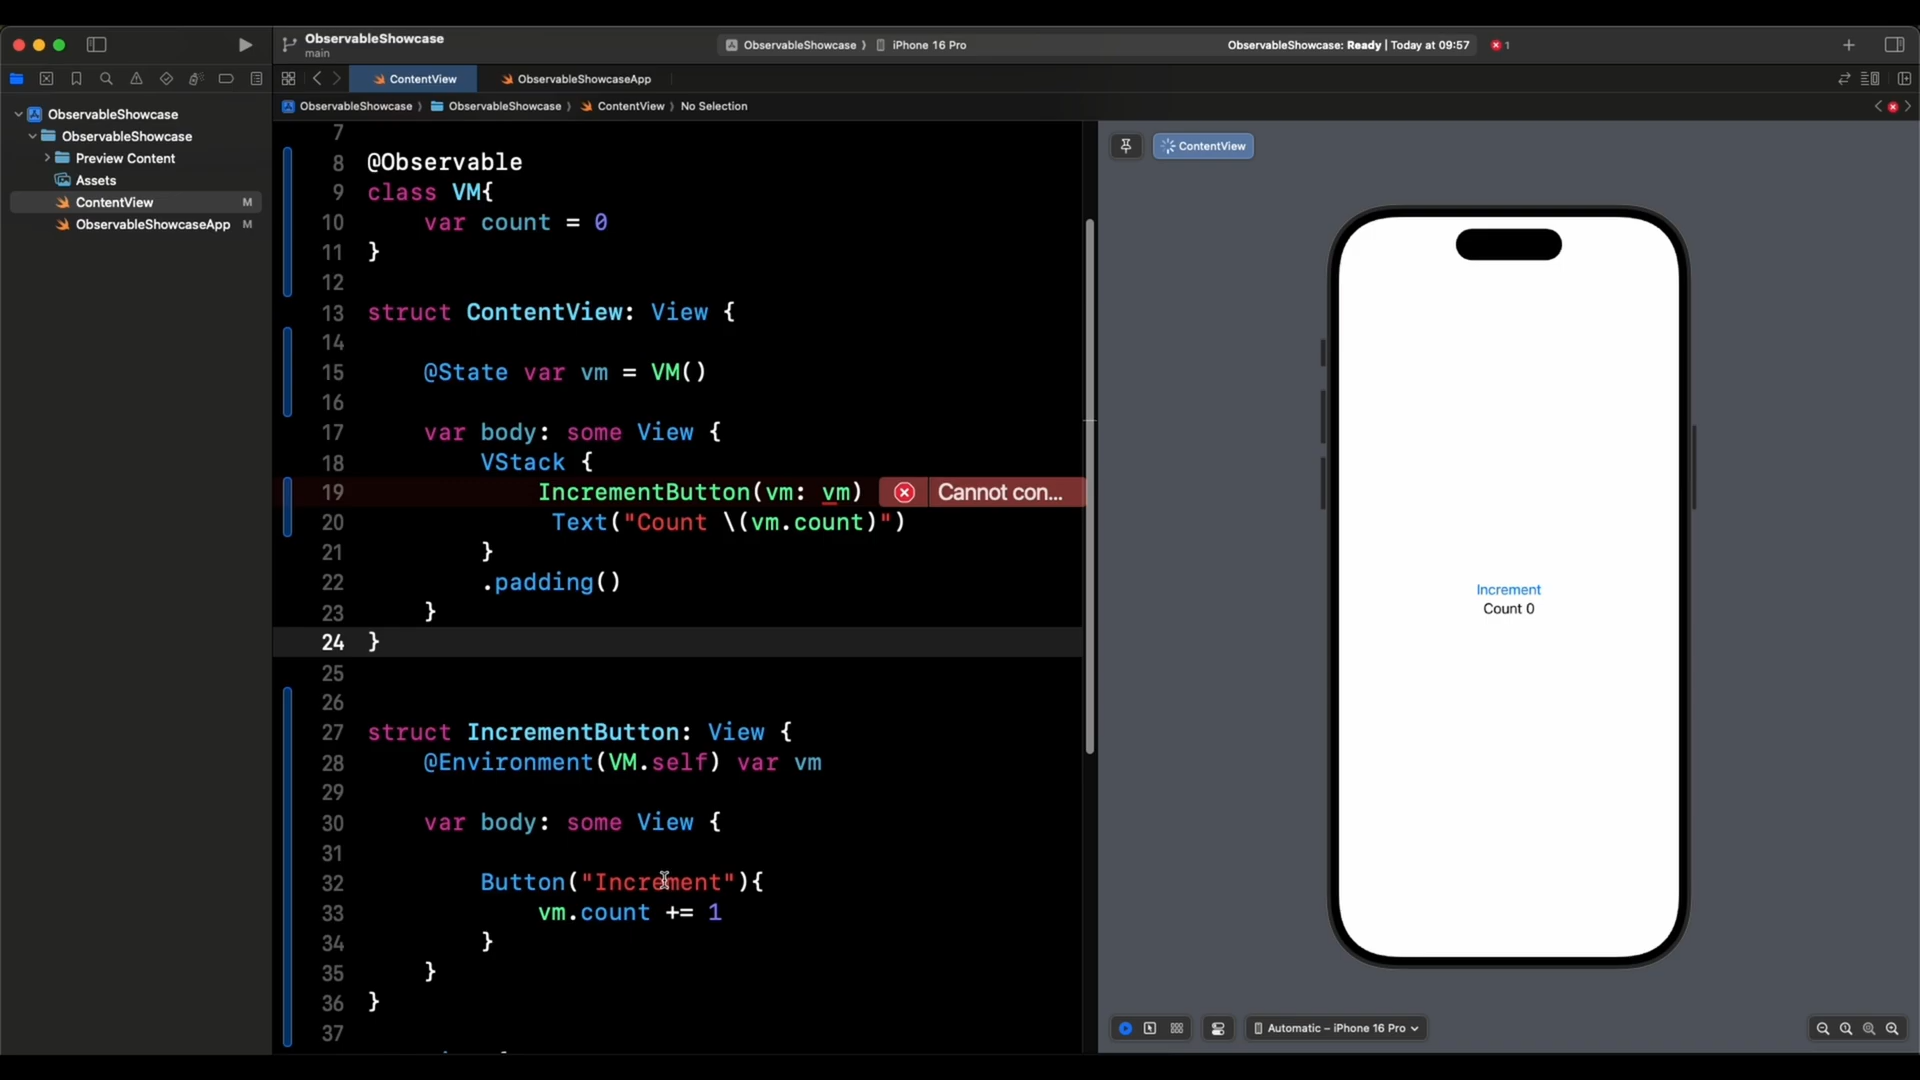 ObservableShowcase
main
ObservableShowcase
iPhone 16 Pro
ObservableShowcase: Ready | Today at 09:57
1
ContentView
ObservableShowcaseApp
ObservableShowcase
ObservableShowcase
ContentView
No Selection
ObservableShowcase
ObservableShowcase
Preview Content
Assets
ContentView M
ObservableShowcaseApp M
7
8 @Observable
9 class VM{
10 var count = 0
11 }
12
13 struct ContentView: View {
14
15 @State var vm = VM()
16
17 var body: some View {
18 VStack {
19 IncrementButton(vm: vm) Cannot con...
20 Text("Count \(vm.count)")
21 }
22 .padding()
23 }
24 }
25
26
27 struct IncrementButton: View {
28 @Environment(VM.self) var vm
29
30 var body: some View {
31
32 Button("Increment"){
33 vm.count += 1
34 }
35 }
36 }
37
ContentView
Increment
Count 0
Automatic – iPhone 16 Pro